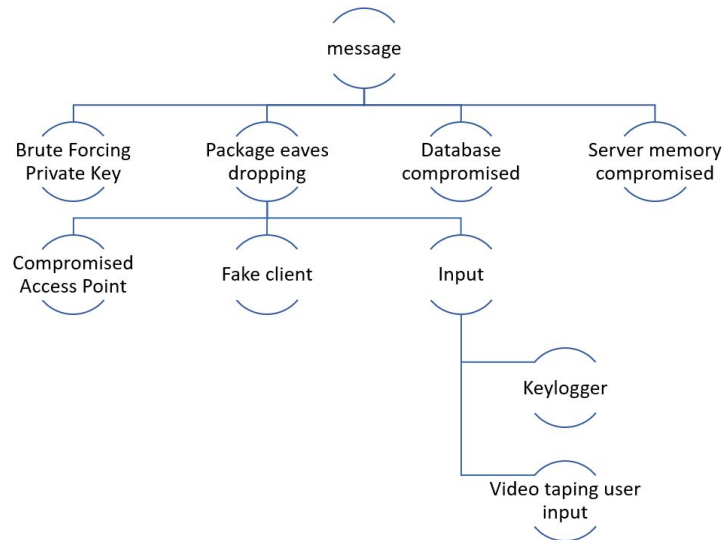 message
Brute Forcing
Private Key
Package eaves
dropping
Database
compromised
Server memory
compromised
Compromised
Access Point
Fake client
Input
Keylogger
Video taping user
input